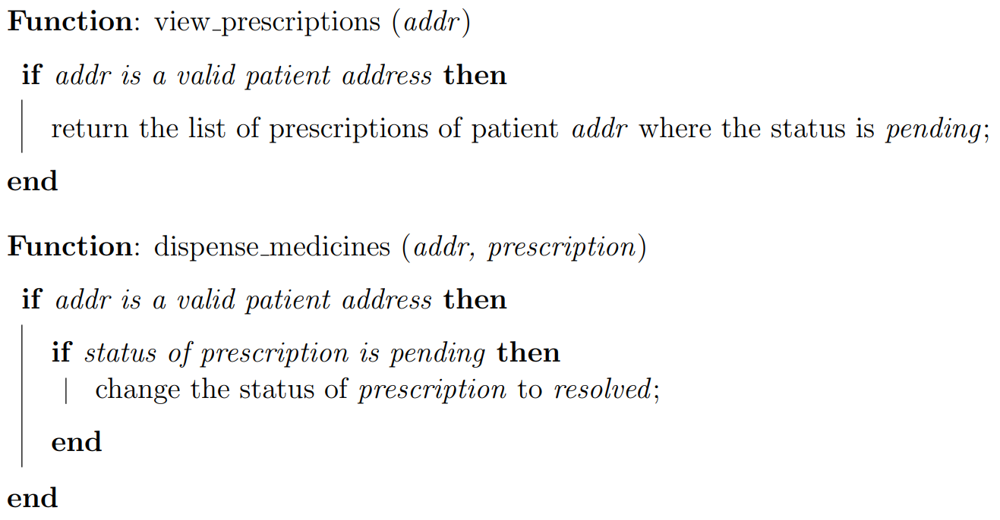 Function: view_prescriptions (addr)
if addr is a valid patient address then
return the list of prescriptions of patient addr where the status is pending;
end
Function: dispense_medicines (addr, prescription)
if addr is a valid patient address then
if status of prescription is pending then
change the status of prescription to resolved;
end
end